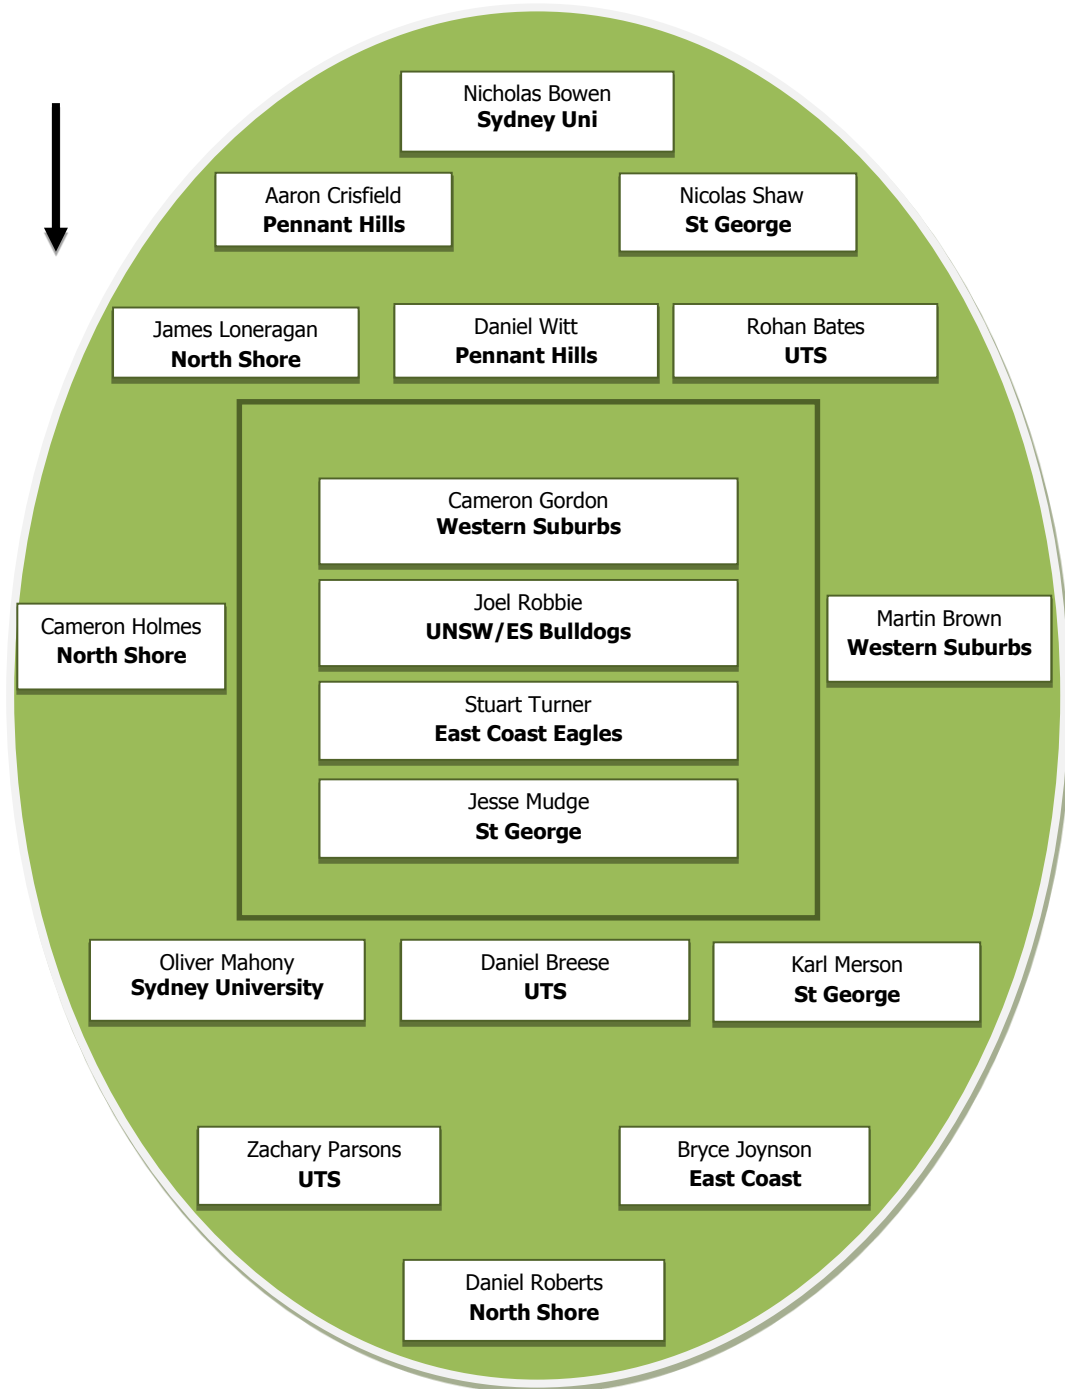 Nicholas Bowen
Sydney Uni
Aaron Crisfield
Pennant Hills
Nicolas Shaw
St George
James Loneragan
North Shore
Daniel Witt
Pennant Hills
Rohan Bates
UTS
Cameron Gordon
Western Suburbs
Joel Robbie
UNSW/ES Bulldogs
Cameron Holmes
North Shore
Martin Brown
Western Suburbs
Stuart Turner
East Coast Eagles
Jesse Mudge
St George
Oliver Mahony
Sydney University
Daniel Breese
UTS
Karl Merson
St George
Zachary Parsons
UTS
Bryce Joynson
East Coast
Daniel Roberts
North Shore